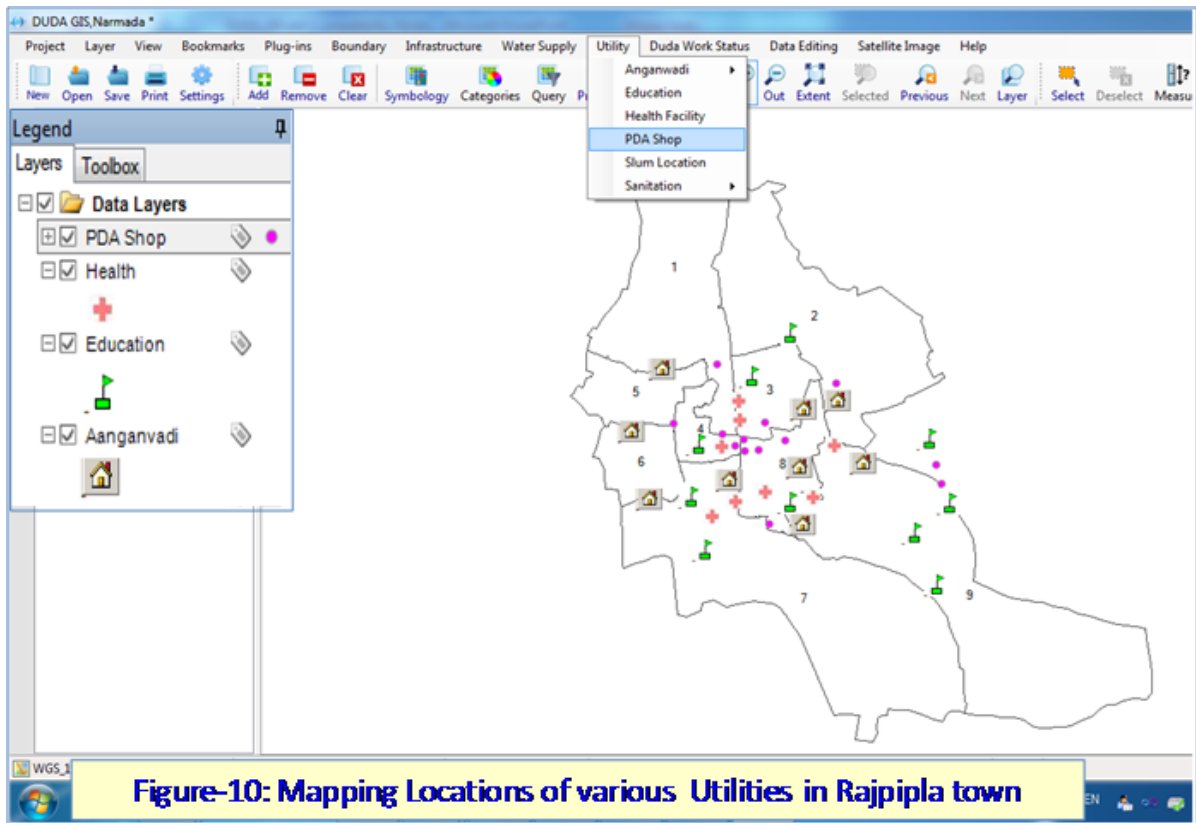 DUDA GIS,Narmada *
Project Layer View Bookmarks Plug-ins Boundary Infrastructure Water Supply Utility Duda Work Status Data Editing Satellite Image Help
New Open Save Print Settings Add Remove Clear Symbology Categories Query Out Extent Selected Previous Next Layer Select Deselect Measu
Anganwadi
Education
Health Facility
PDA Shop
Slum Location
Sanitation
Legend
Layers Toolbox
Data Layers
PDA Shop
Health
Education
Aanganvadi
1
2
3
5
4
6
8
7
9
WGS_1
Figure-10: Mapping Locations of various Utilities in Rajpipla town
EN